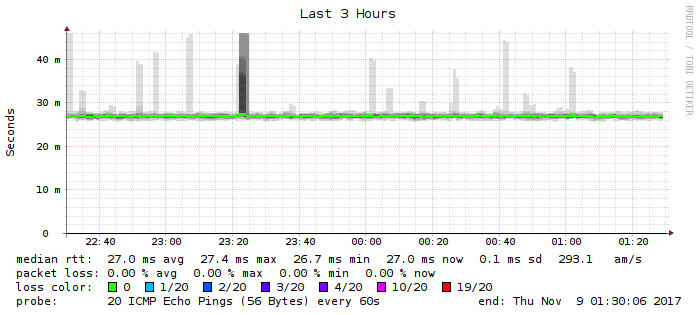 Last 3 Hours
RRDTOOL / TOBI OETIKER
Seconds
40 m
30 m
20 m
10 m
0
22:40 23:00 23:20 23:40 00:00 00:20 00:40 01:00 01:20
median rtt: 27.0 ms avg 27.4 ms max 26.7 ms min 27.0 ms now 0.1 ms sd 293.1 am/s
packet loss: 0.00 % avg 0.00 % max 0.00 % min 0.00 % now
loss color: 0 1/20 2/20 3/20 4/20 10/20 19/20
probe: 20 ICMP Echo Pings (56 Bytes) every 60s end: Thu Nov 9 01:30:06 2017